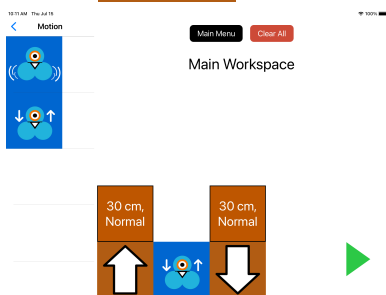 10:11 AM Thu Jul 15
100%
Motion
Main Menu
Clear All
Main Workspace
30 cm,
Normal
30 cm,
Normal